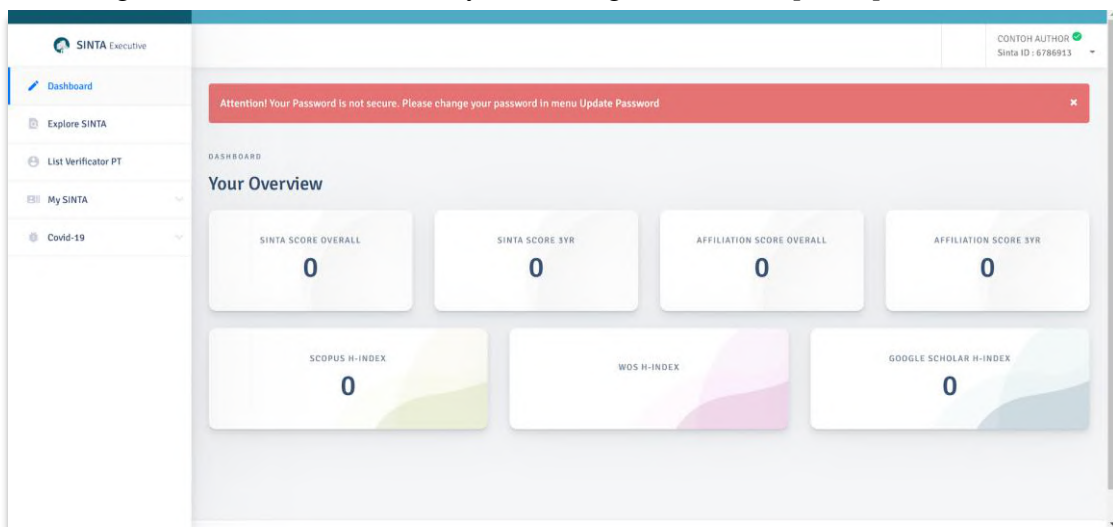 SINTA Executive
CONTOH AUTHOR
Sinta ID : 6786913
Dashboard
Explore SINTA
List Verificator PT
My SINTA
Covid-19
Attention! Your Password is not secure. Please change your password in menu Update Password
×
DASHBOARD
Your Overview
SINTA SCORE OVERALL
0
SINTA SCORE 3YR
0
AFFILIATION SCORE OVERALL
0
AFFILIATION SCORE 3YR
0
SCOPUS H-INDEX
0
WOS H-INDEX
GOOGLE SCHOLAR H-INDEX
0